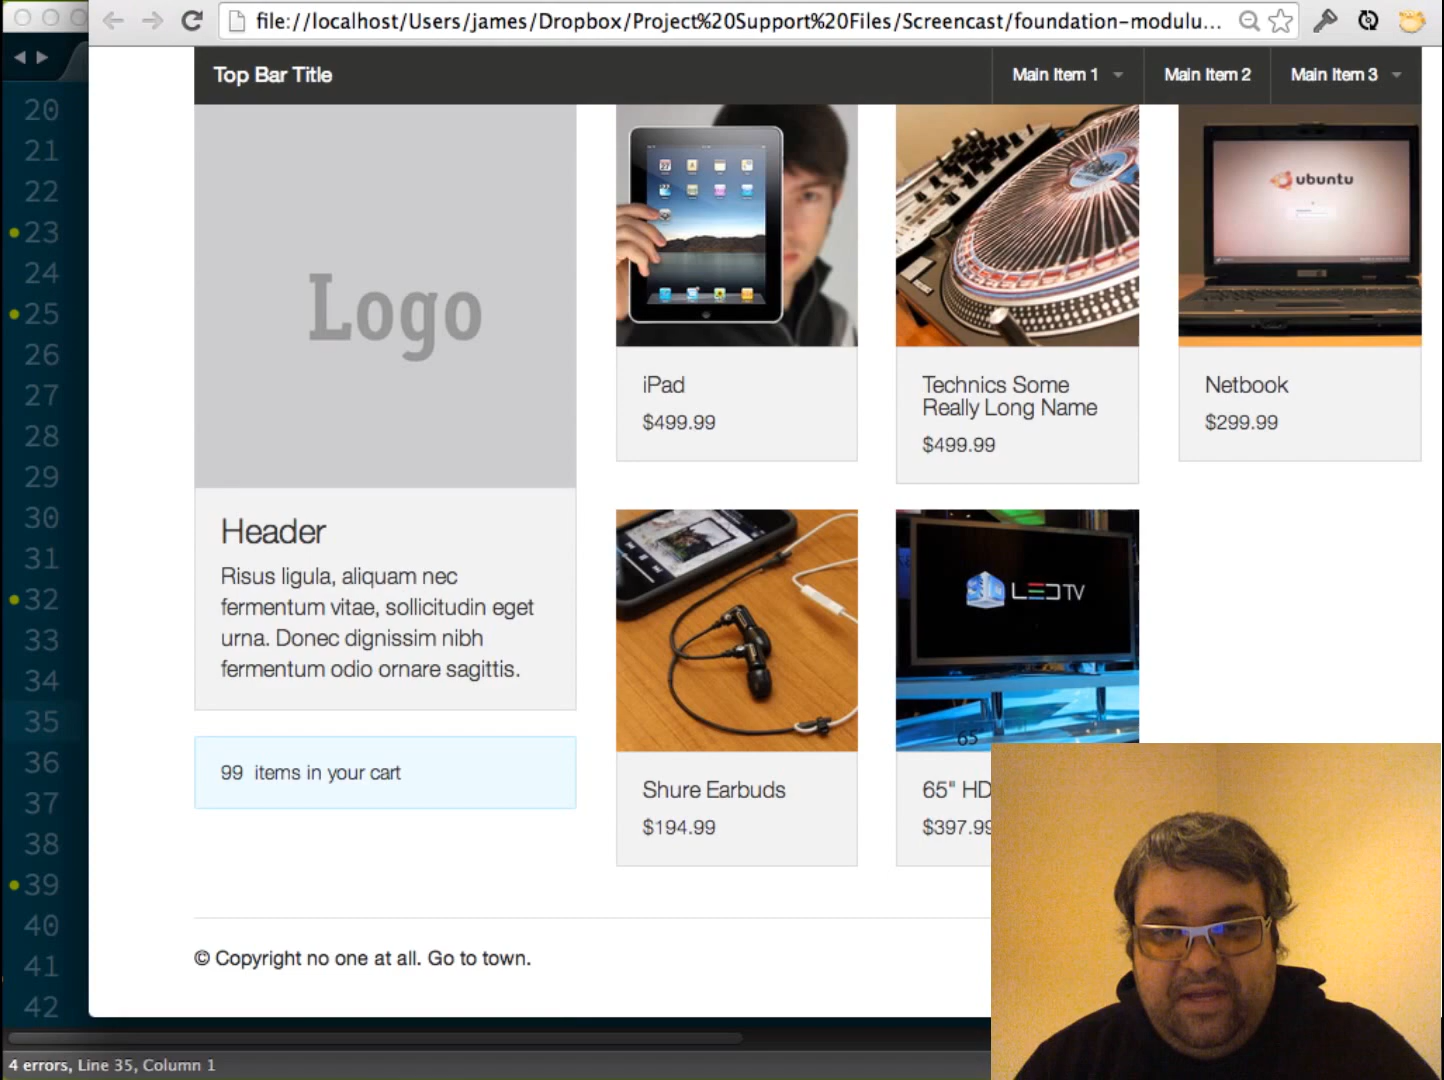 file://localhost/Users/james/Dropbox/Project%20Support%20Files/Screencast/foundation-modulu...
Top Bar Title
Main Item 1
Main Item 2
Main Item 3
Logo
ubuntu
iPad
$499.99
Technics Some
Really Long Name
$499.99
Netbook
$299.99
Header
Risus ligula, aliquam nec
fermentum vitae, sollicitudin eget
urna. Donec dignissim nibh
fermentum odio ornare sagittis.
LED TV
65
99 items in your cart
Shure Earbuds
$194.99
65" HD
$397.99
© Copyright no one at all. Go to town.
20
21
22
23
24
25
26
27
28
29
30
31
32
33
34
35
36
37
38
39
40
41
42
4 errors, Line 35, Column 1